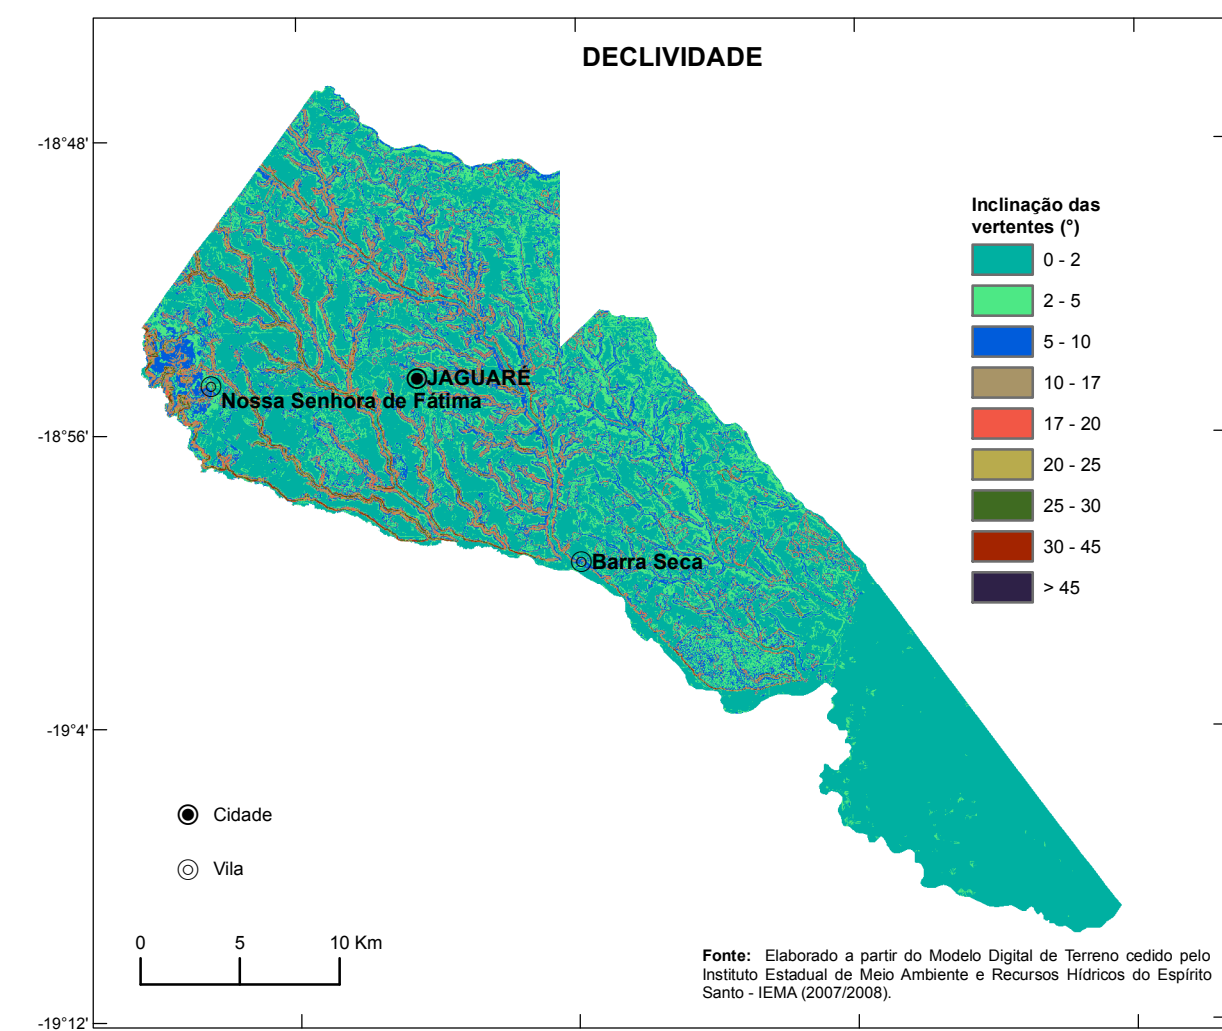 DECLIVIDADE
-18°48'
Inclinação das
vertentes (°)
0 - 2
2 - 5
5 - 10
10 - 17
17 - 20
20 - 25
25 - 30
30 - 45
> 45
JAGUARÉ
Nossa Senhora de Fátima
-18°56'
Barra Seca
-19°4'
Cidade
Vila
0 5 10 Km
Fonte: Elaborado a partir do Modelo Digital de Terreno cedido pelo
Instituto Estadual de Meio Ambiente e Recursos Hídricos do Espírito
Santo - IEMA (2007/2008).
-19°12'